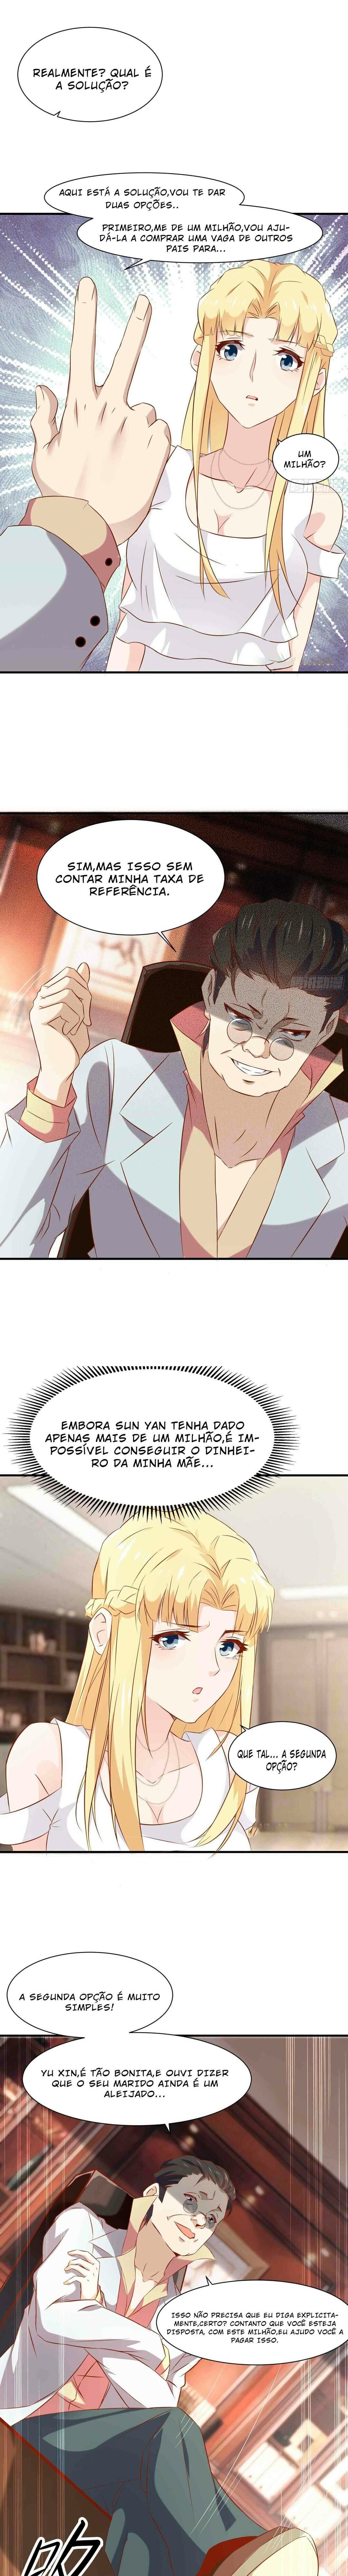 REALMENTE? QUAL É
A SOLUÇÃO?
AQUI ESTÁ A SOLUÇÃO,VOU TE DAR
DUAS OPÇÕES..
PRIMEIRO,ME DE UM MILHÃO,VOU AJU-
DÁ-LA A COMPRAR UMA VAGA DE OUTROS
PAIS PARA...
UM
MILHÃO?
SIM,MAS ISSO SEM
CONTAR MINHA TAXA DE
REFERÊNCIA.
EMBORA SUN YAN TENHA DADO
APENAS MAIS DE UM MILHÃO,É IM-
POSSÍVEL CONSEGUIR O DINHEI-
RO DA MINHA MÃE...
QUE TAL... A SEGUNDA
OPÇÃO?
A SEGUNDA OPÇÃO É MUITO
SIMPLES!
YU XIN,É TÃO BONITA,E OUVI DIZER
QUE O SEU MARIDO AINDA É UM
ALEIJADO...
ISSO NÃO PRECISA QUE EU DIGA EXPLICITA-
MENTE,CERTO? CONTANTO QUE VOCÊ ESTEJA
DISPOSTA, COM ESTE MILHÃO,EU AJUDO VOCÊ A
PAGAR ISSO.